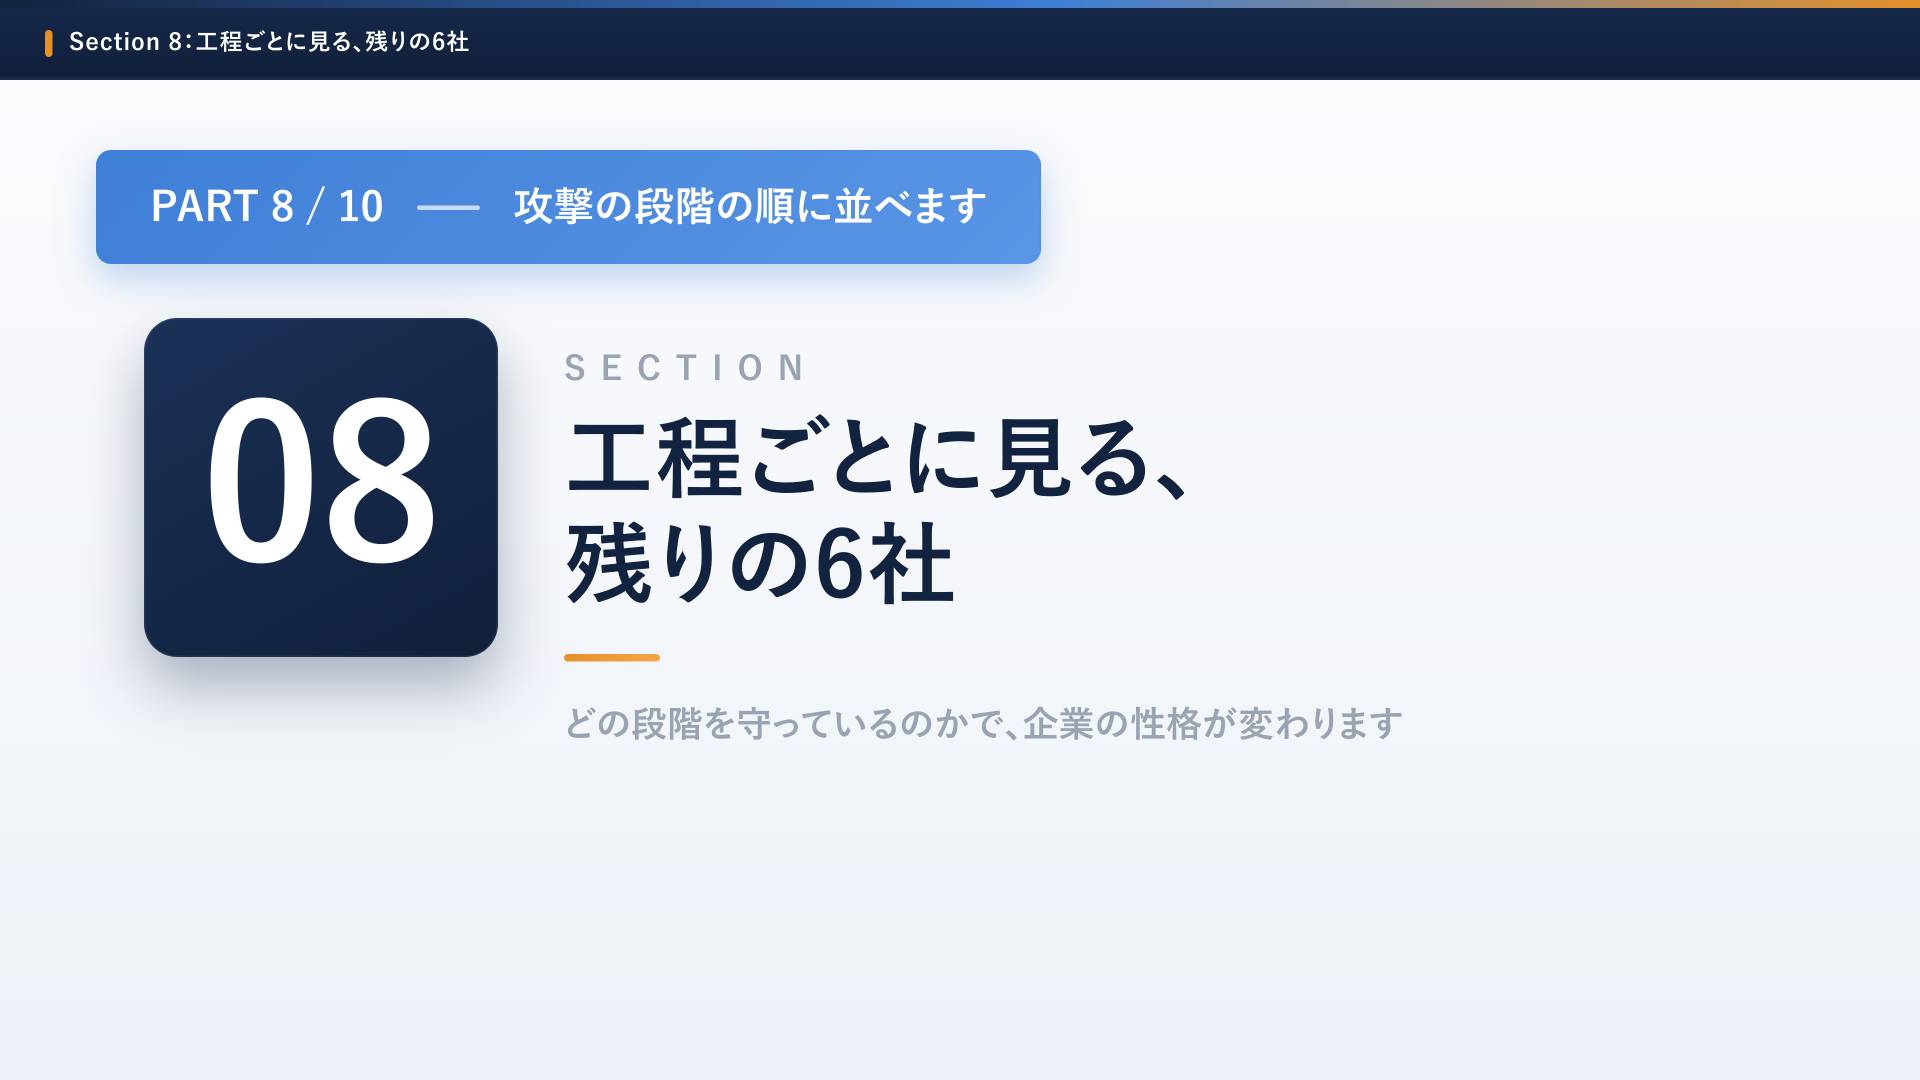 Section 8：工程ごとに見る、残りの6社
PART 8 / 10 — 攻撃の段階の順に並べます
08
SECTION
工程ごとに見る、
残りの6社
どの段階を守っているのかで、企業の性格が変わります